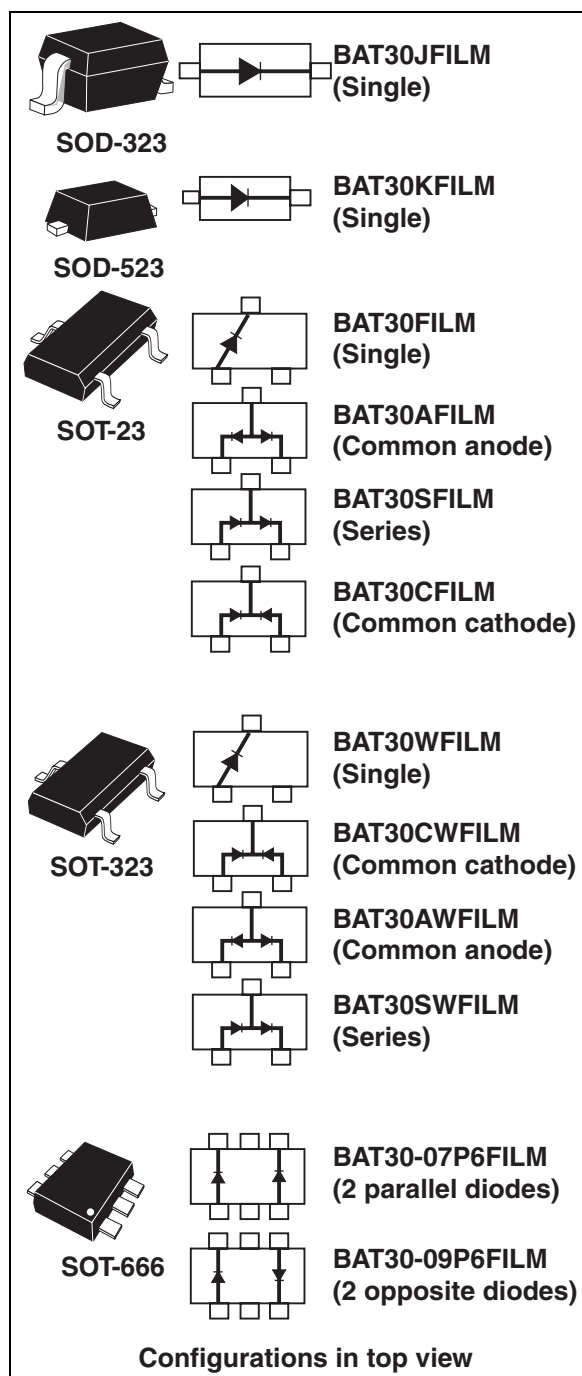 BAT30JFILM
(Single)
SOD-323
BAT30KFILM
(Single)
SOD-523
BAT30FILM
(Single)
SOT-23
BAT30AFILM
(Common anode)
BAT30SFILM
(Series)
BAT30CFILM
(Common cathode)
BAT30WFILM
(Single)
SOT-323
BAT30CWFILM
(Common cathode)
BAT30AWFILM
(Common anode)
BAT30SWFILM
(Series)
BAT30-07P6FILM
(2 parallel diodes)
SOT-666
BAT30-09P6FILM
(2 opposite diodes)
Configurations in top view